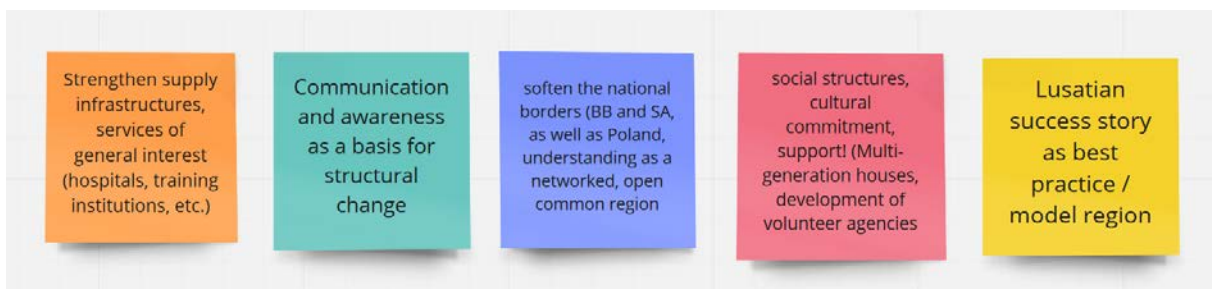 Strengthen supply
infrastructures,
services of
general interest
(hospitals, training
institutions, etc.)
Communication
and awareness
as a basis for
structural
change
soften the national
borders (BB and SA,
as well as Poland,
understanding as a
networked, open
common region
social structures,
cultural
commitment,
support! (Multi-
generation houses,
development of
volunteer agencies
Lusatian
success story
as best
practice /
model region